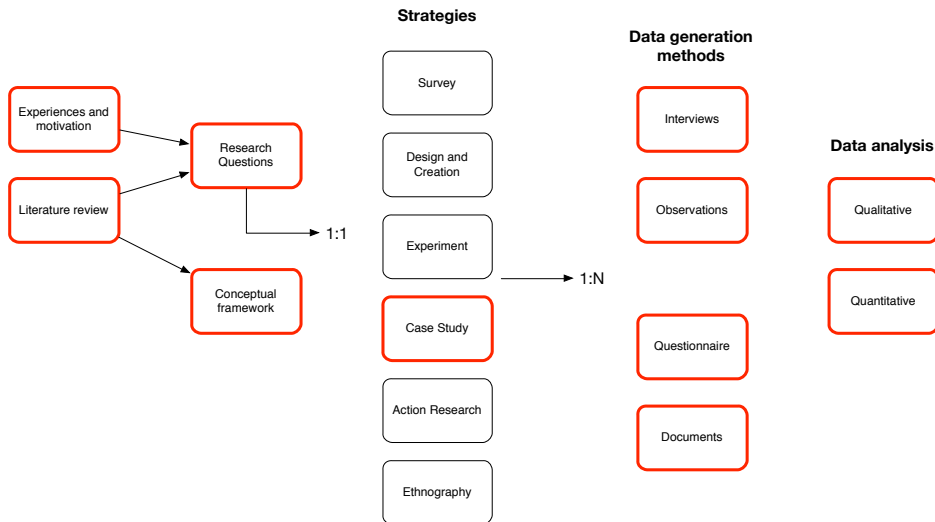 Strategies
Data generation
methods
Data analysis
Experiences and
motivation
Literature review
Research
Questions
Conceptual
framework
1:1
Survey
Design and
Creation
Experiment
Case Study
Action Research
Ethnography
1:N
Interviews
Observations
Questionnaire
Documents
Qualitative
Quantitative